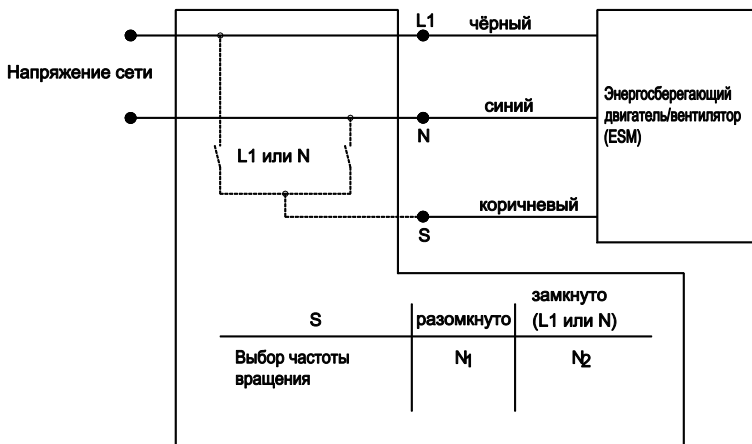 L1
чёрный
Напряжение сети
Энергосберегающий
двигатель/вентилятор
(ESM)
синий
N
L1 или N
коричневый
S
S
разомкнуто
замкнуто
(L1 или N)
Выбор частоты
вращения
N1
N2